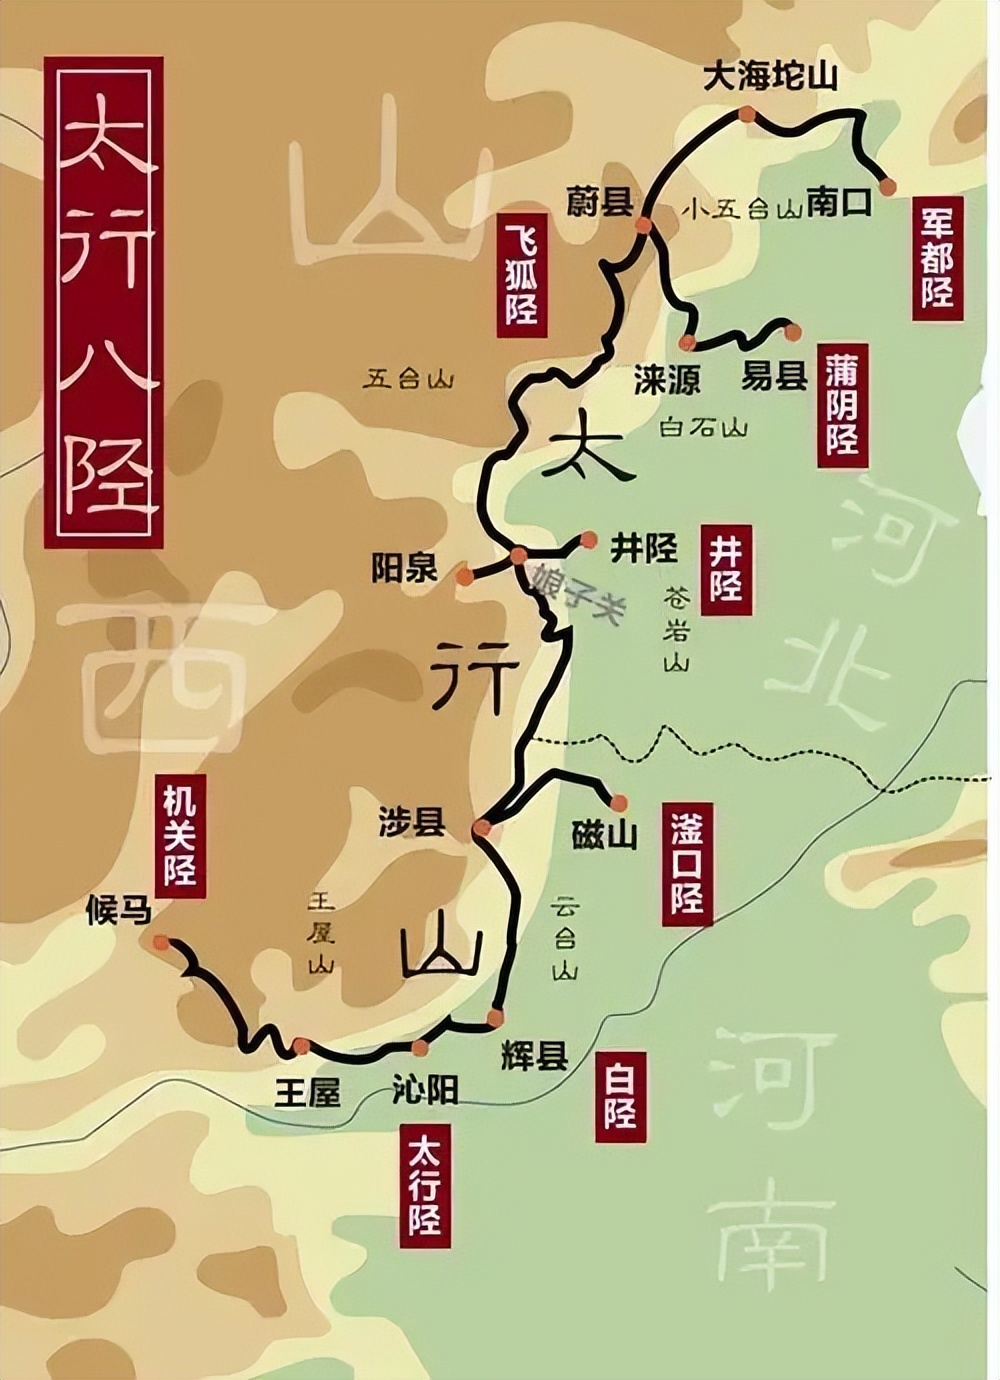 太行八陉
山
西
大海坨山
蔚县
小五台山
南口
军都陉
飞狐陉
五台山
涞源
易县
蒲阴陉
白石山
太
河
北
阳泉
井陉
井陉
娘子关
苍岩山
行
机关陉
涉县
磁山
滏口陉
候马
王屋山
山
云台山
辉县
白陉
王屋
沁阳
太行陉
河
南